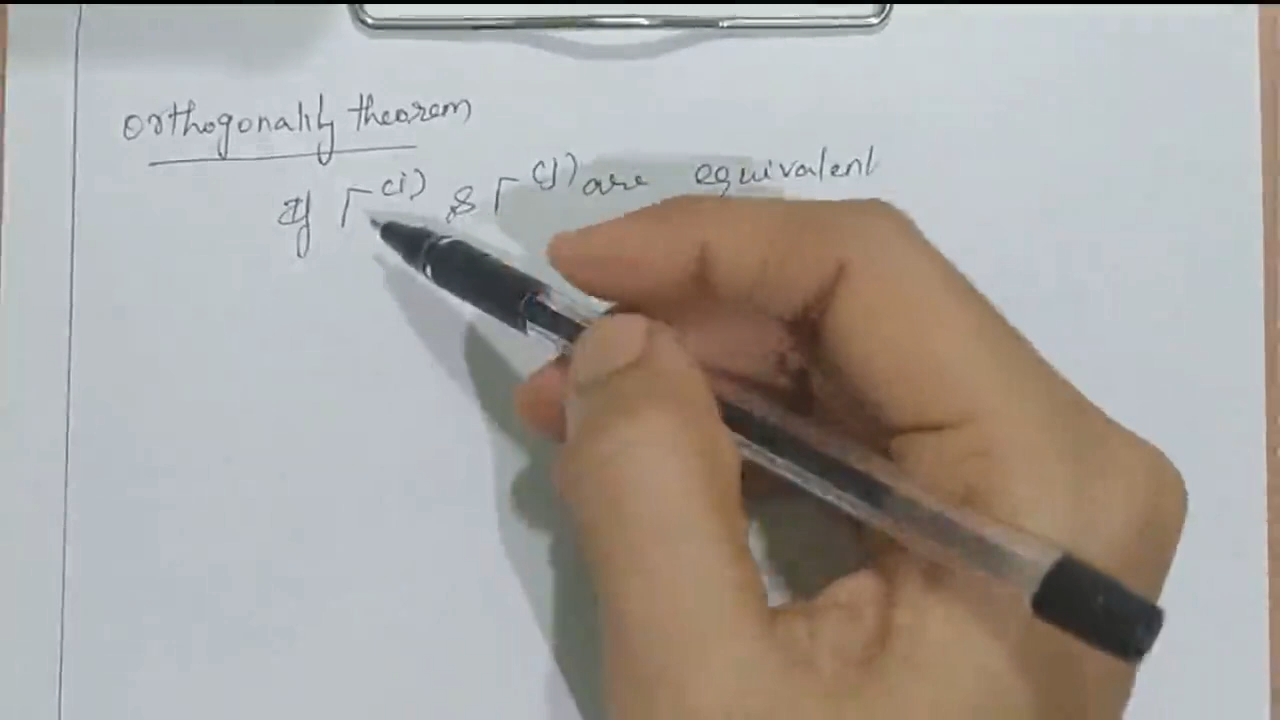 Orthogonality theorem
If Γ(i) & Γ(j) are equivalent